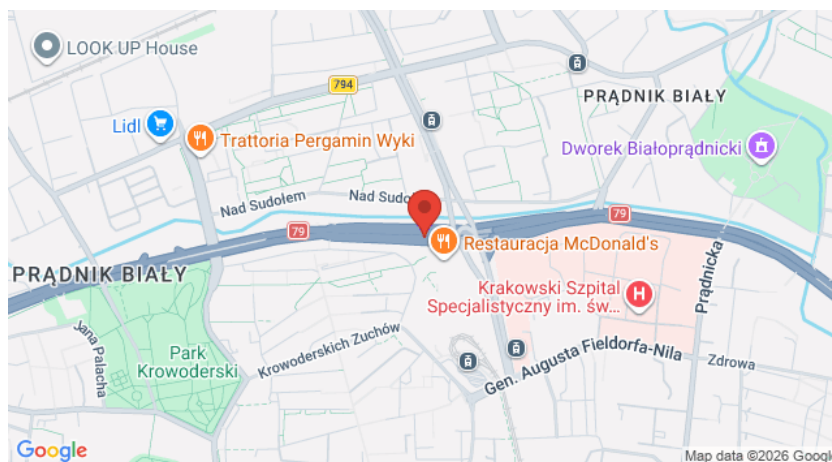 LOOK UP House
794
PRĄDNIK BIAŁY
Lidl
Trattoria Pergamin Wyki
Dworek Białoprądnicki
Nad Sudołem
Nad Sudołem
79
79
Restauracja McDonald's
PRĄDNIK BIAŁY
Krakowski Szpital
Specjalistyczny im. św...
H
Prądnicka
Jana Palacha
Park
Krowoderski
Krowoderskich Zuchów
Gen. Augusta Fieldorfa-Nila
Zdrowa
Google
Map data ©2026 Google